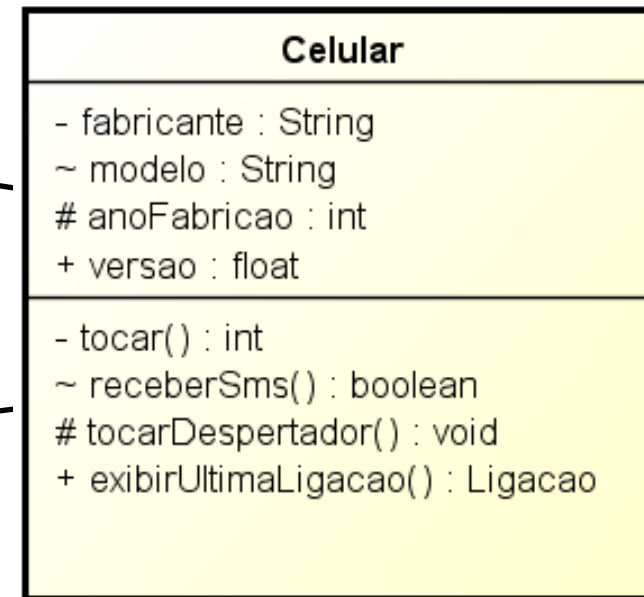 Celular
- fabricante : String
~ modelo : String
# anoFabricao : int
+ versao : float
- tocar() : int
~ receberSms() : boolean
# tocarDespertador() : void
+ exibirUltimaLigacao() : Ligacao